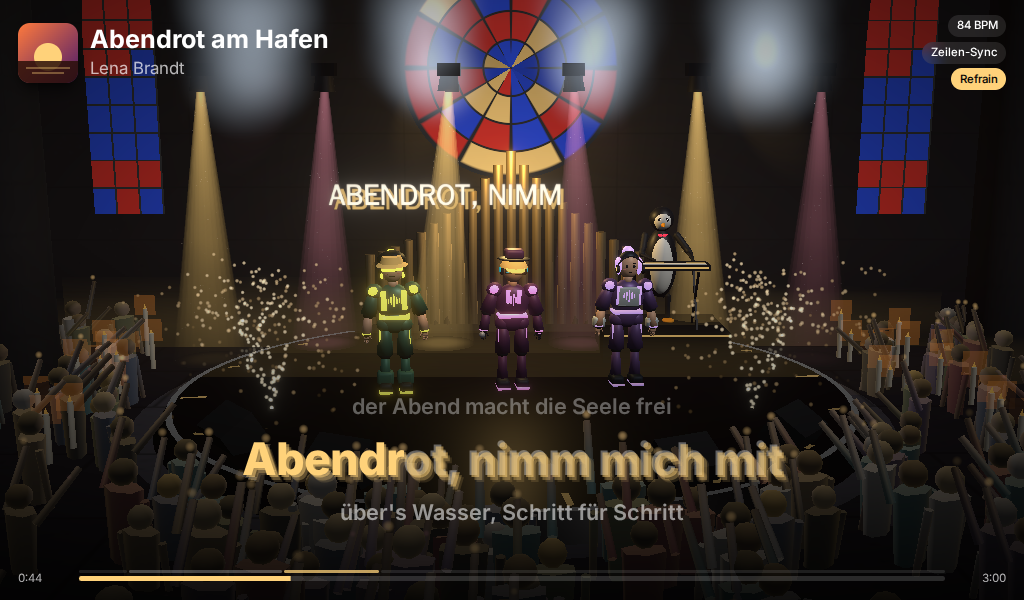 Abendrot am Hafen
Lena Brandt
84 BPM
Zeilen-Sync
Refrain
ABENDROT, NIMM
der Abend macht die Seele frei
Abendrot, nimm mich mit
über's Wasser, Schritt für Schritt
0:44
3:00